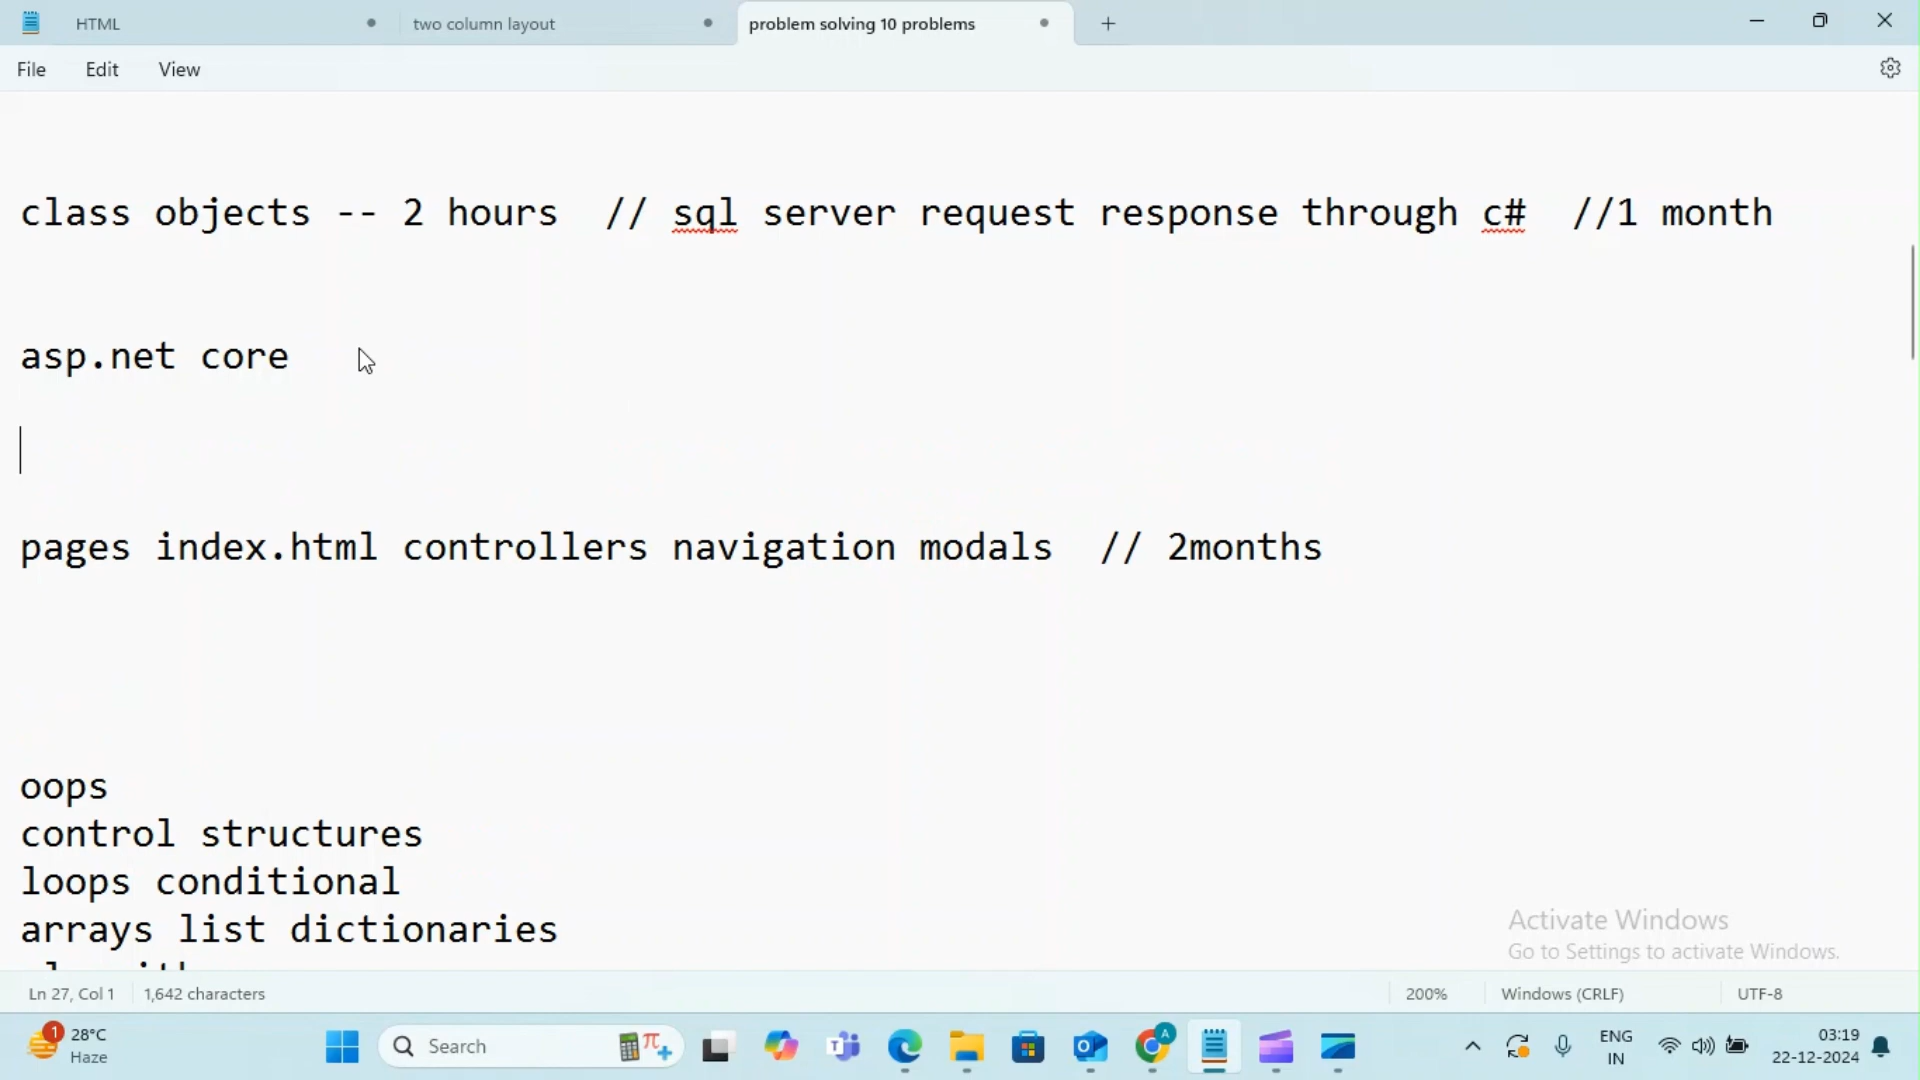 HTML
two column layout
problem solving 10 problems
File Edit View
class objects -- 2 hours // sql server request response through c# //1 month
asp.net core
pages index.html controllers navigation modals // 2months
oops
control structures
loops conditional
arrays list dictionaries
Activate Windows
Go to Settings to activate Windows.
Ln 27, Col 1 1,642 characters 200% Windows (CRLF) UTF-8
1
28°C
Haze
Search
A
ENG
IN
03:19
22-12-2024